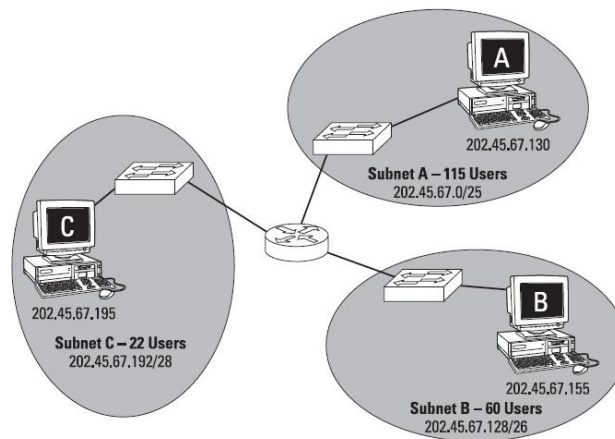 A
202.45.67.130
Subnet A – 115 Users
202.45.67.0/25
C
202.45.67.195
Subnet C – 22 Users
202.45.67.192/28
B
202.45.67.155
Subnet B – 60 Users
202.45.67.128/26